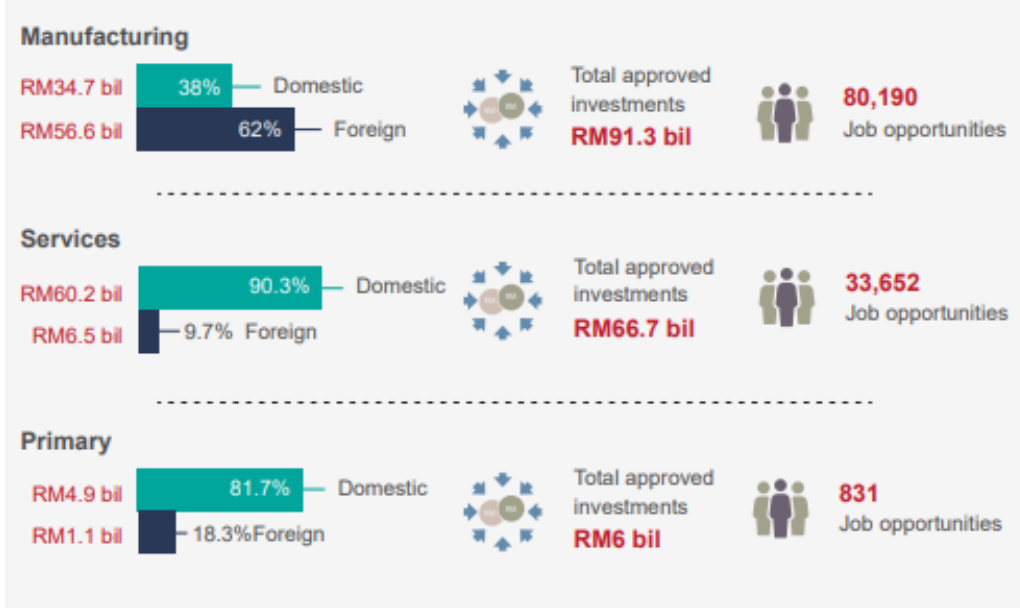 Manufacturing
RM34.7 bil
38%
Domestic
RM56.6 bil
62%
Foreign
Total approved
investments
RM91.3 bil
80,190
Job opportunities
Services
RM60.2 bil
90.3%
Domestic
RM6.5 bil
9.7% Foreign
Total approved
investments
RM66.7 bil
33,652
Job opportunities
Primary
RM4.9 bil
81.7%
Domestic
RM1.1 bil
18.3%Foreign
Total approved
investments
RM6 bil
831
Job opportunities